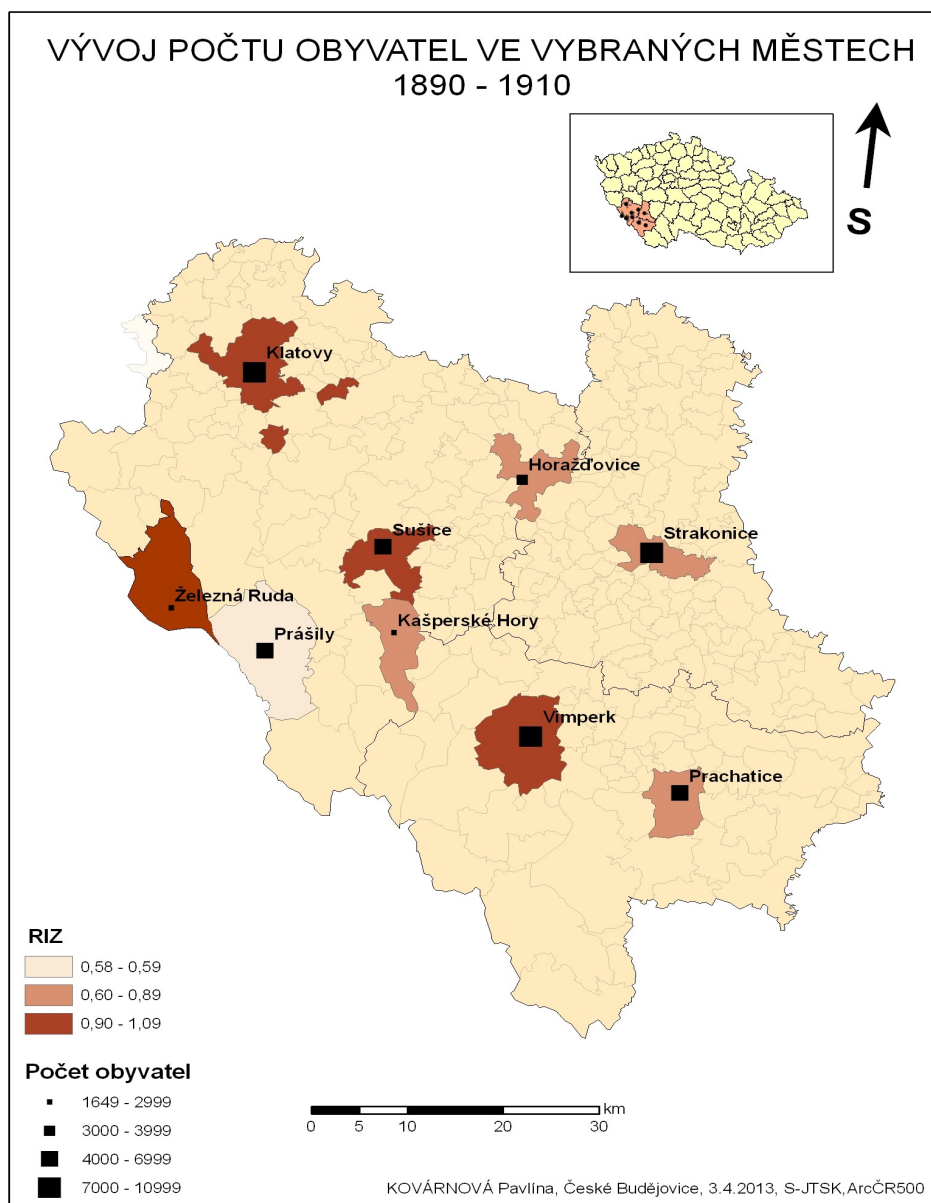 VÝVOJ POČTU OBYVATEL VE VYBRANÝCH MĚSTECH
1890 - 1910
S
Klatovy
Horažďovice
Sušice
Strakonice
Železná Ruda
Kašperské Hory
Prášily
Vimperk
Prachatice
RIZ
0,58 - 0,59
0,60 - 0,89
0,90 - 1,09
Počet obyvatel
1649 - 2999
3000 - 3999
4000 - 6999
7000 - 10999
km
0 5 10 20 30
KOVÁRNOVÁ Pavlína, České Budějovice, 3.4.2013, S-JTSK,ArcČR500